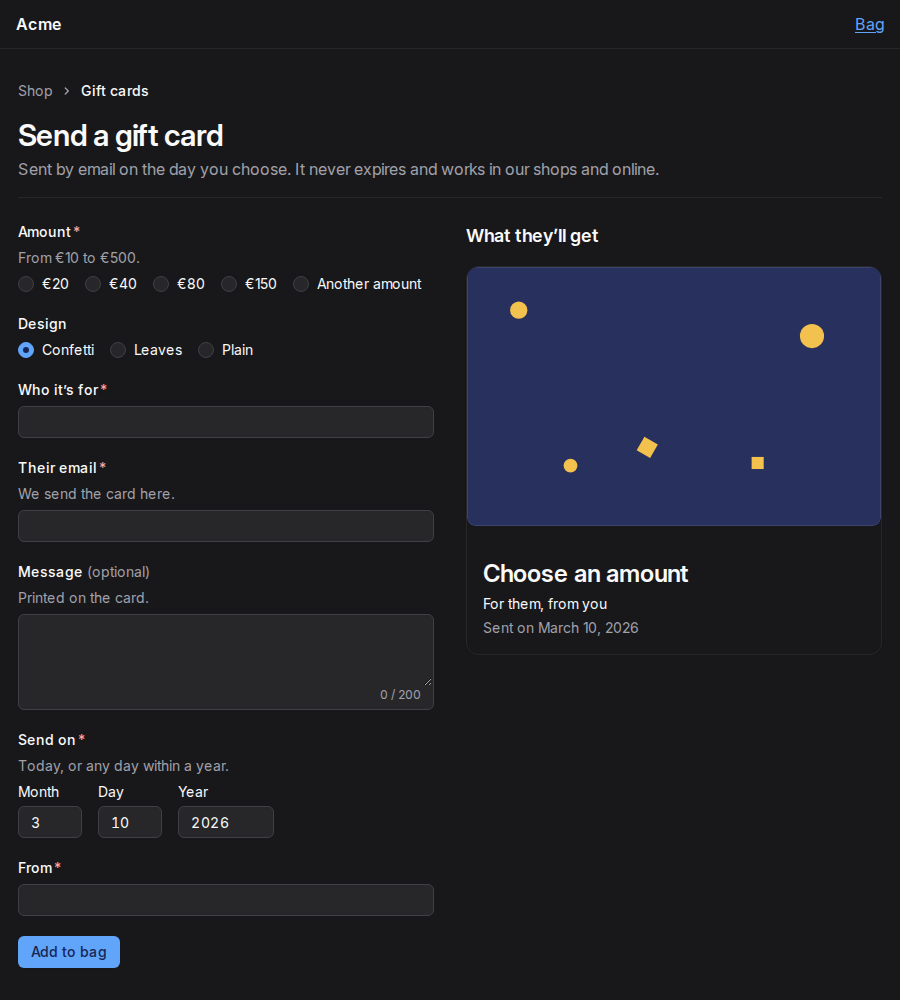 Acme
Bag
Shop > Gift cards
Send a gift card
Sent by email on the day you choose. It never expires and works in our shops and online.
Amount*
From €10 to €500.
€20 €40 €80 €150 Another amount
Design
Confetti Leaves Plain
Who it’s for*
Their email*
We send the card here.
Message (optional)
Printed on the card.
0 / 200
Send on*
Today, or any day within a year.
Month Day Year
3 10 2026
From*
Add to bag
What they’ll get
Choose an amount
For them, from you
Sent on March 10, 2026